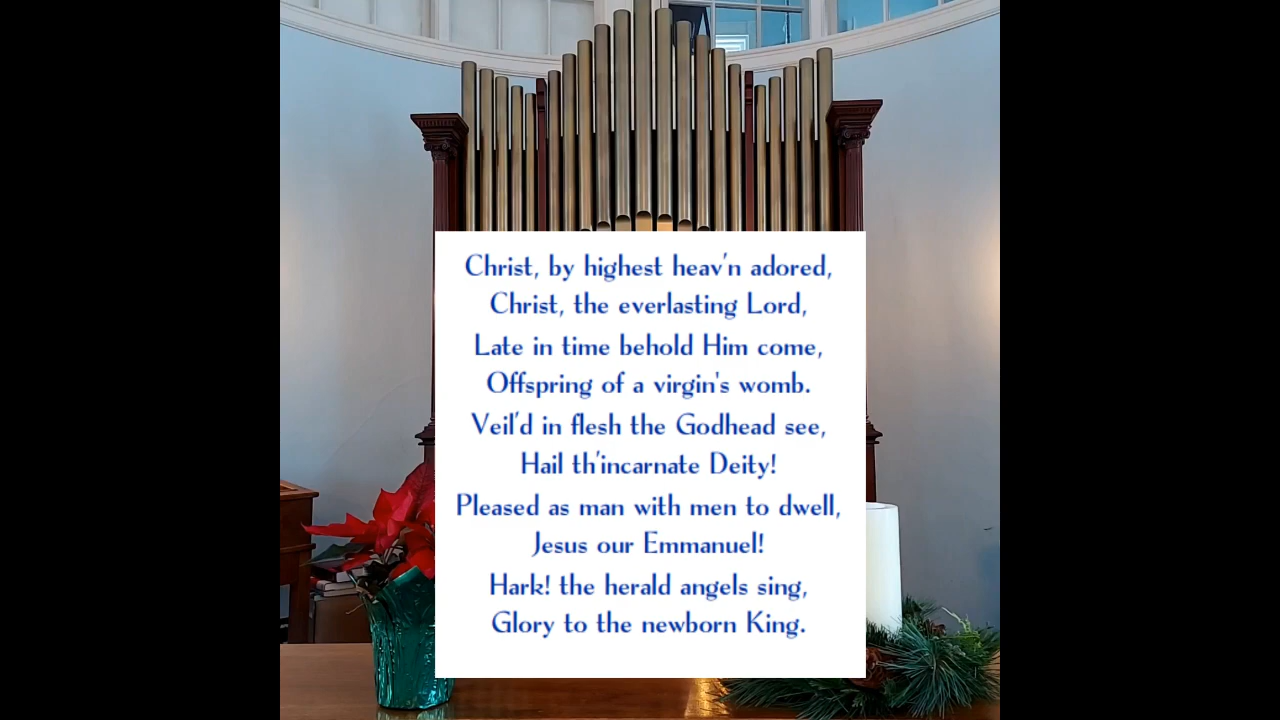 Christ, by highest heav'n adored,
Christ, the everlasting Lord,
Late in time behold Him come,
Offspring of a virgin's womb.
Veil'd in flesh the Godhead see,
Hail th'incarnate Deity!
Pleased as man with men to dwell,
Jesus our Emmanuel!
Hark! the herald angels sing,
Glory to the newborn King.